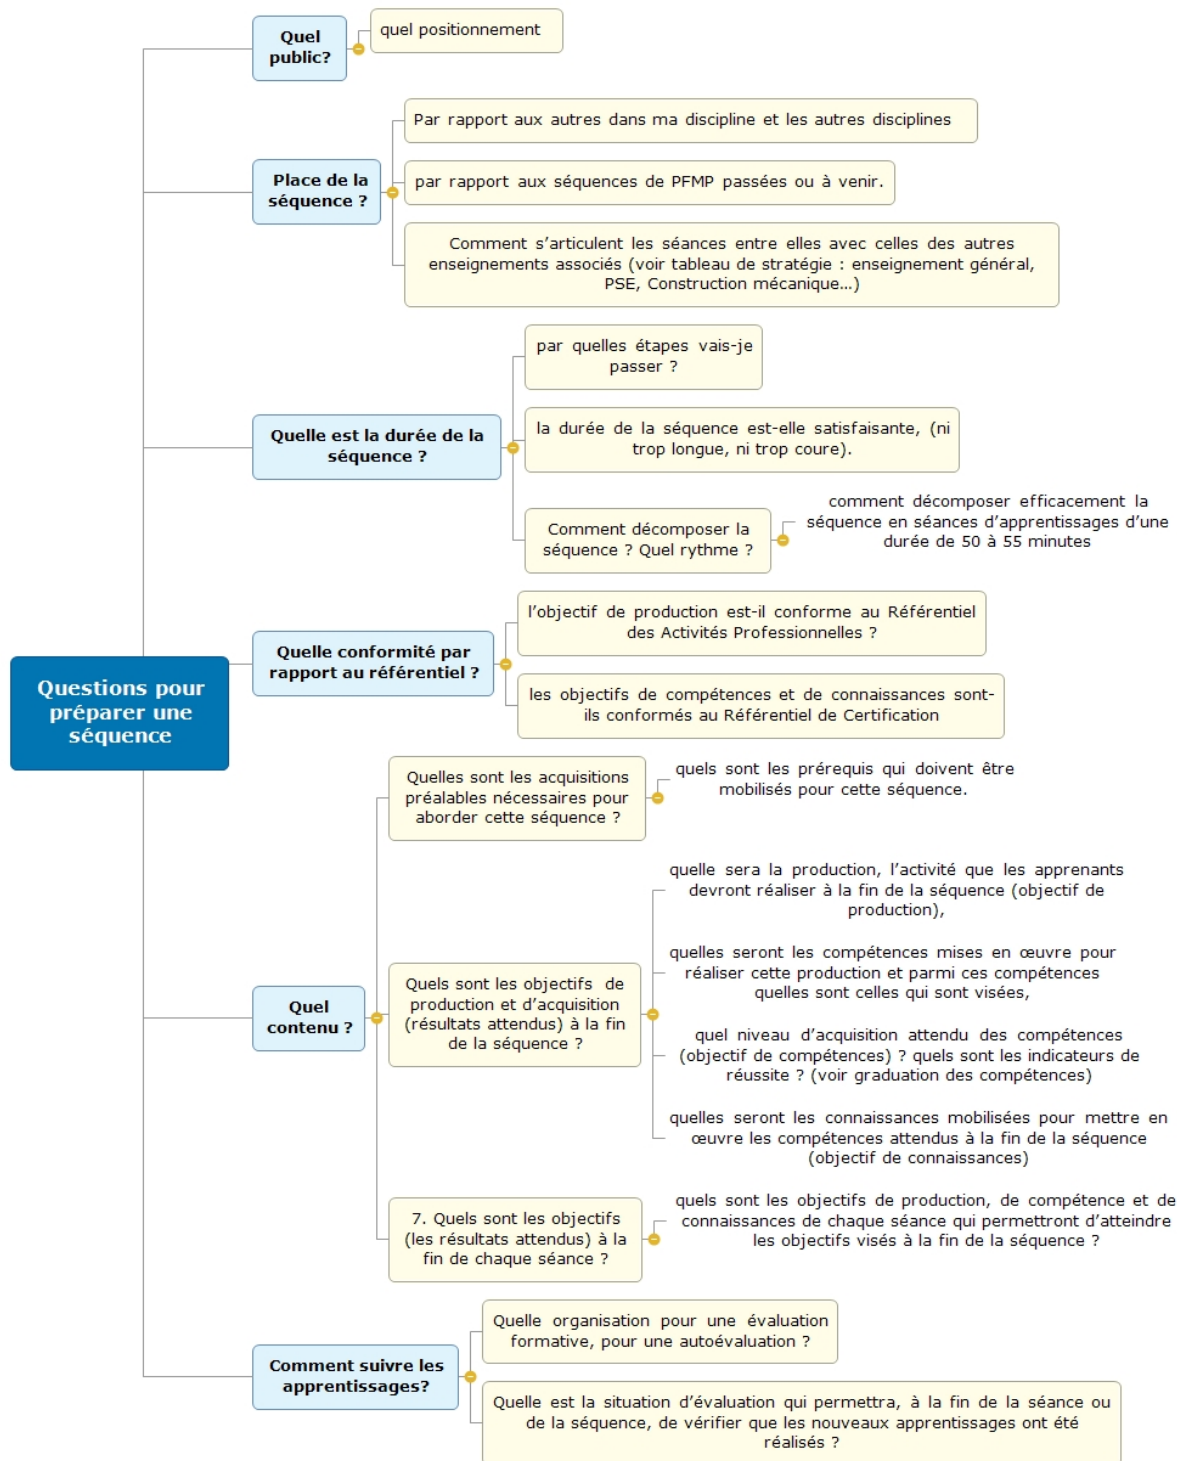 Quel
public?
quel positionnement
Place de la
séquence ?
Par rapport aux autres dans ma discipline et les autres disciplines
par rapport aux séquences de PFMP passées ou à venir.
Comment s’articulent les séances entre elles avec celles des autres
enseignements associés (voir tableau de stratégie : enseignement général,
PSE, Construction mécanique…)
Quelle est la durée de la
séquence ?
par quelles étapes vais-je
passer ?
la durée de la séquence est-elle satisfaisante, (ni
trop longue, ni trop coure).
Comment décomposer la
séquence ? Quel rythme ?
comment décomposer efficacement la
séquence en séances d’apprentissages d’une
durée de 50 à 55 minutes
Quelle conformité par
rapport au référentiel ?
l’objectif de production est-il conforme au Référentiel
des Activités Professionnelles ?
les objectifs de compétences et de connaissances sont-
ils conformés au Référentiel de Certification
Questions pour
préparer une
séquence
Quel
contenu ?
Quelles sont les acquisitions
préalables nécessaires pour
aborder cette séquence ?
quels sont les prérequis qui doivent être
mobilisés pour cette séquence.
Quels sont les objectifs de
production et d’acquisition
(résultats attendus) à la fin
de la séquence ?
quelle sera la production, l’activité que les apprenants
devront réaliser à la fin de la séquence (objectif de
production),
quelles seront les compétences mises en œuvre pour
réaliser cette production et parmi ces compétences
quelles sont celles qui sont visées,
quel niveau d’acquisition attendu des compétences
(objectif de compétences) ? quels sont les indicateurs de
réussite ? (voir graduation des compétences)
quelles seront les connaissances mobilisées pour mettre en
œuvre les compétences attendus à la fin de la séquence
(objectif de connaissances)
7. Quels sont les objectifs
(les résultats attendus) à la
fin de chaque séance ?
quels sont les objectifs de production, de compétence et de
connaissances de chaque séance qui permettront d’atteindre
les objectifs visés à la fin de la séquence ?
Comment suivre les
apprentissages?
Quelle organisation pour une évaluation
formative, pour une autoévaluation ?
Quelle est la situation d’évaluation qui permettra, à la fin de la séance ou
de la séquence, de vérifier que les nouveaux apprentissages ont été
réalisés ?